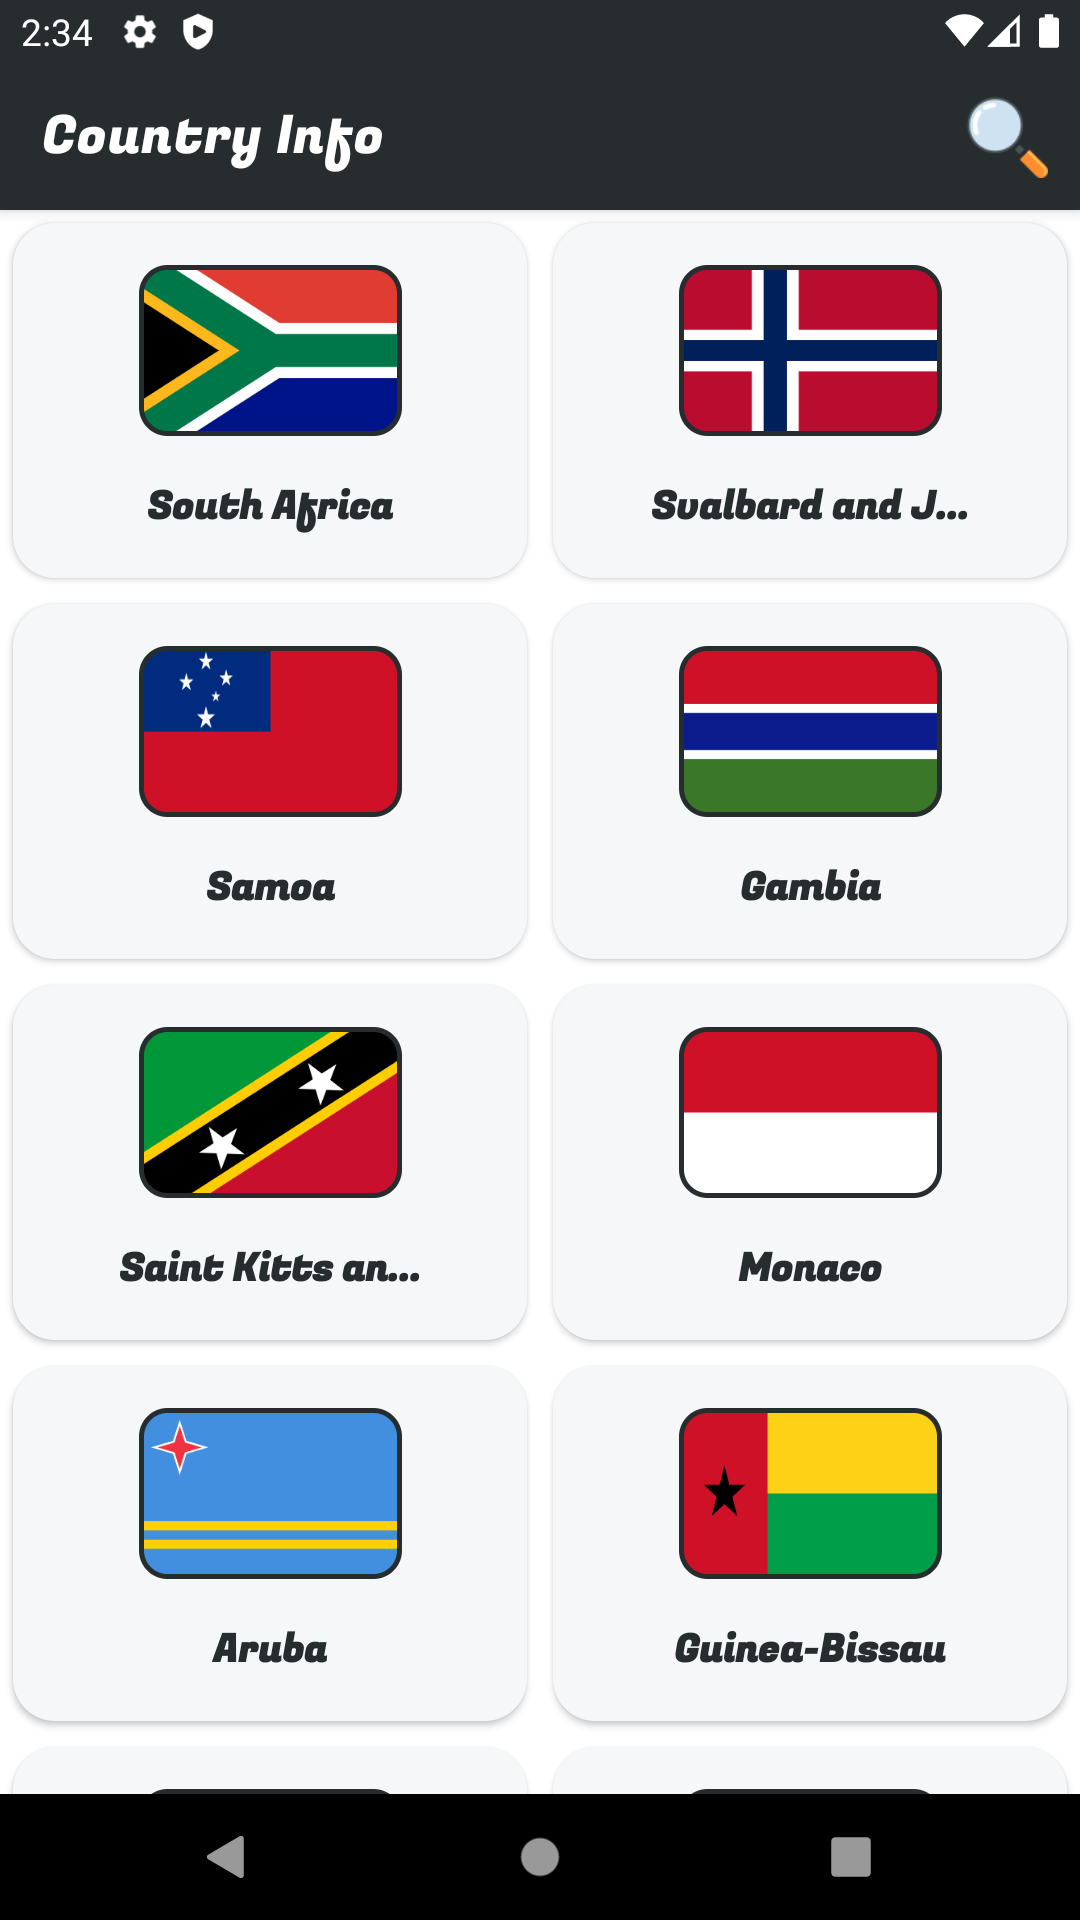 2:34
Country Info
South Africa
Svalbard and J...
Samoa
Gambia
Saint Kitts an...
Monaco
Aruba
Guinea-Bissau